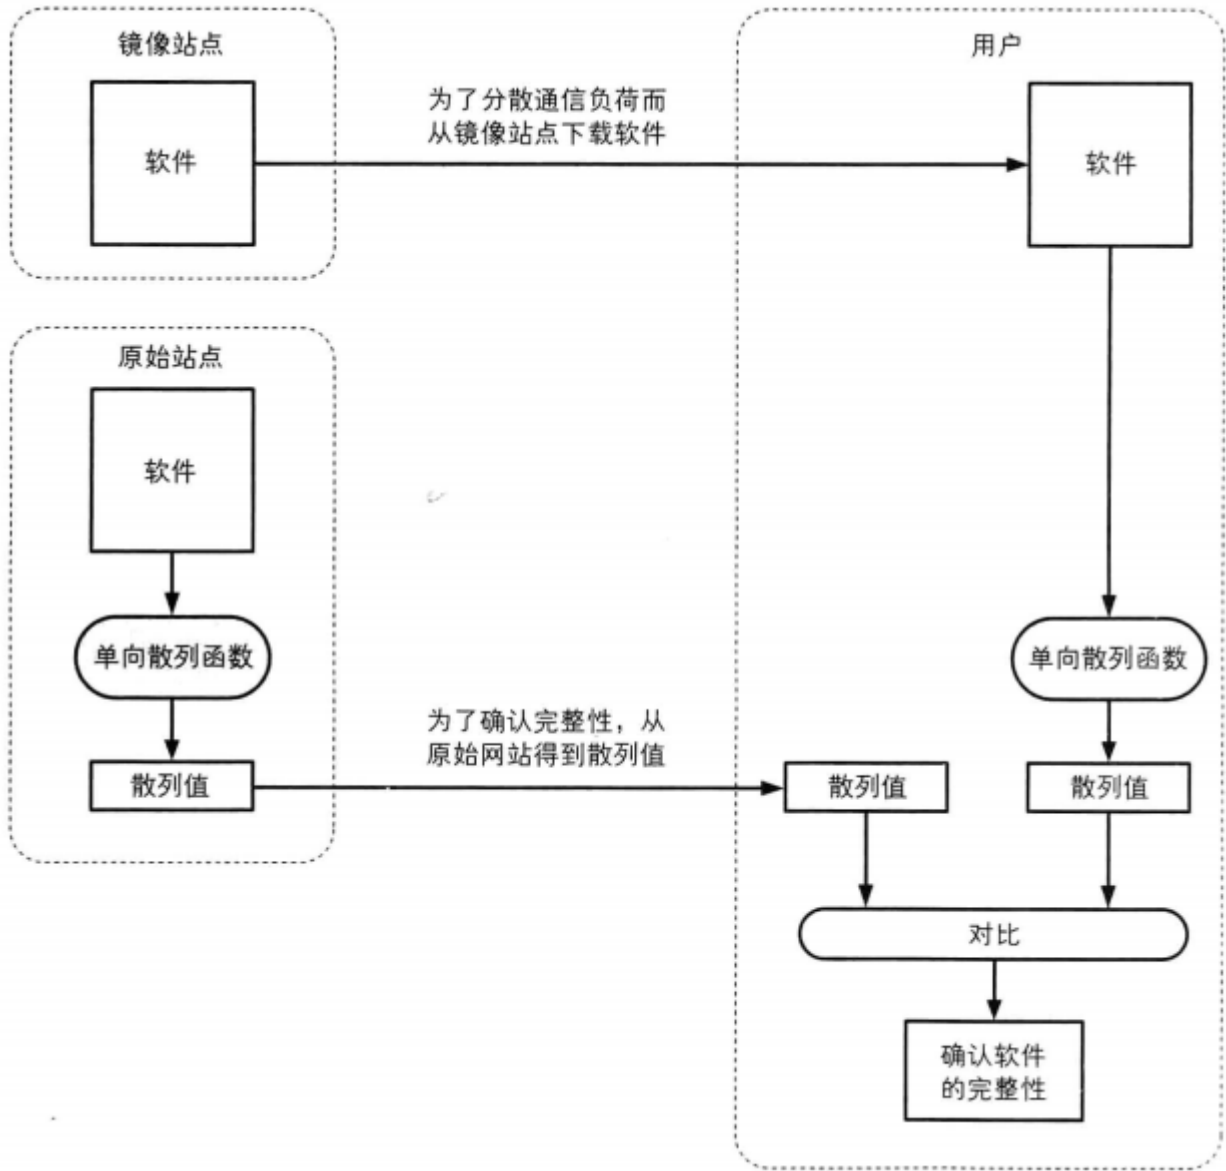 镜像站点
软件
为了分散通信负荷而
从镜像站点下载软件
用户
软件
原始站点
软件
单向散列函数
散列值
为了确认完整性，从
原始网站得到散列值
单向散列函数
散列值
散列值
对比
确认软件
的完整性